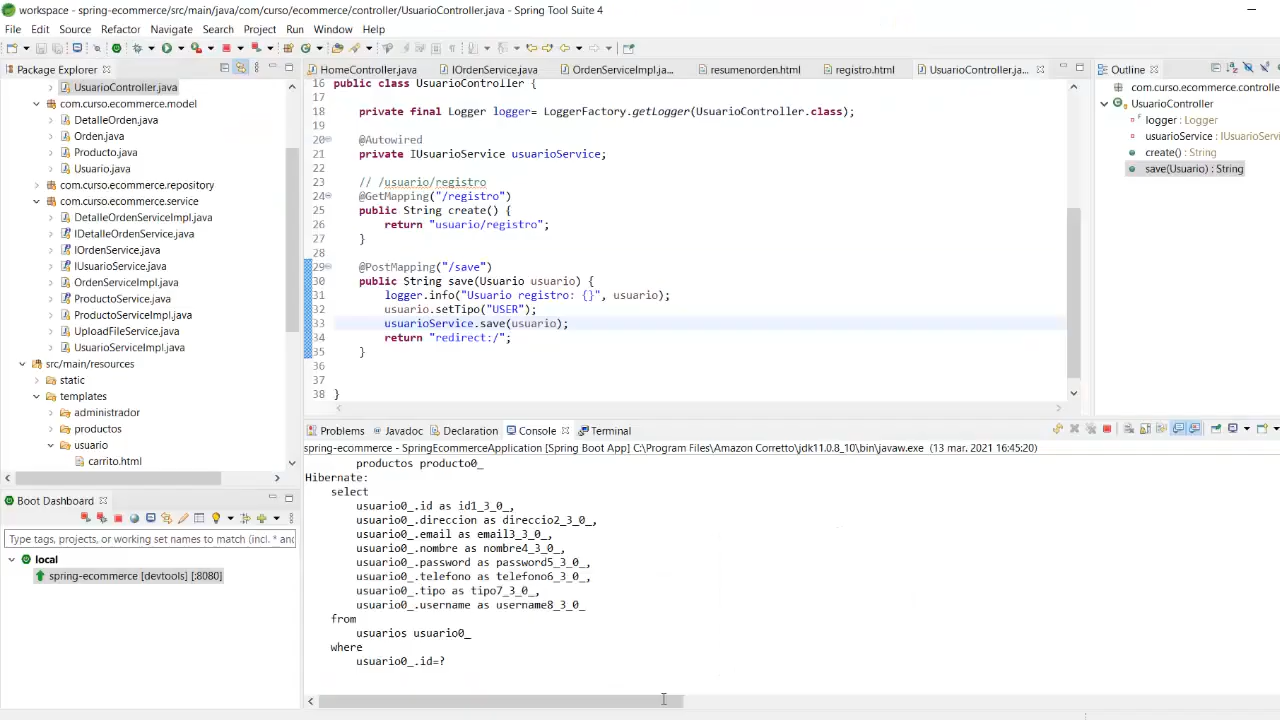 workspace - spring-ecommerce/src/main/java/com/curso/ecommerce/controller/UsuarioController.java - Spring Tool Suite 4
File Edit Source Refactor Navigate Search Project Run Window Help
Package Explorer
UsuarioController.java
com.curso.ecommerce.model
DetalleOrden.java
Orden.java
Producto.java
Usuario.java
com.curso.ecommerce.repository
com.curso.ecommerce.service
DetalleOrdenServiceImpl.java
IDetalleOrdenService.java
IOrdenService.java
IUsuarioService.java
OrdenServiceImpl.java
ProductoService.java
ProductoServiceImpl.java
UploadFileService.java
UsuarioServiceImpl.java
src/main/resources
static
templates
administrador
productos
usuario
carrito.html
Boot Dashboard
Type tags, projects, or working set names to match (incl. * and
local
spring-ecommerce [devtools] [:8080]
HomeController.java IOrdenService.java OrdenServiceImpl.ja... resumenorden.html registro.html UsuarioController.ja...
16 public class UsuarioController {
17
18 private final Logger logger= LoggerFactory.getLogger(UsuarioController.class);
19
20 @Autowired
21 private IUsuarioService usuarioService;
22
23 // /usuario/registro
24 @GetMapping("/registro")
25 public String create() {
26 return "usuario/registro";
27 }
28
29 @PostMapping("/save")
30 public String save(Usuario usuario) {
31 logger.info("Usuario registro: {}", usuario);
32 usuario.setTipo("USER");
33 usuarioService.save(usuario);
34 return "redirect:/";
35 }
36
37
38 }
Outline
com.curso.ecommerce.controlle
UsuarioController
logger : Logger
usuarioService : IUsuarioServi
create() : String
save(Usuario) : String
Problems Javadoc Declaration Console Terminal
spring-ecommerce - SpringEcommerceApplication [Spring Boot App] C:\Program Files\Amazon Corretto\jdk11.0.8_10\bin\javaw.exe (13 mar. 2021 16:45:20)
productos producto0_
Hibernate:
select
usuario0_.id as id1_3_0_,
usuario0_.direccion as direccio2_3_0_,
usuario0_.email as email3_3_0_,
usuario0_.nombre as nombre4_3_0_,
usuario0_.password as password5_3_0_,
usuario0_.telefono as telefono6_3_0_,
usuario0_.tipo as tipo7_3_0_,
usuario0_.username as username8_3_0_
from
usuarios usuario0_
where
usuario0_.id=?